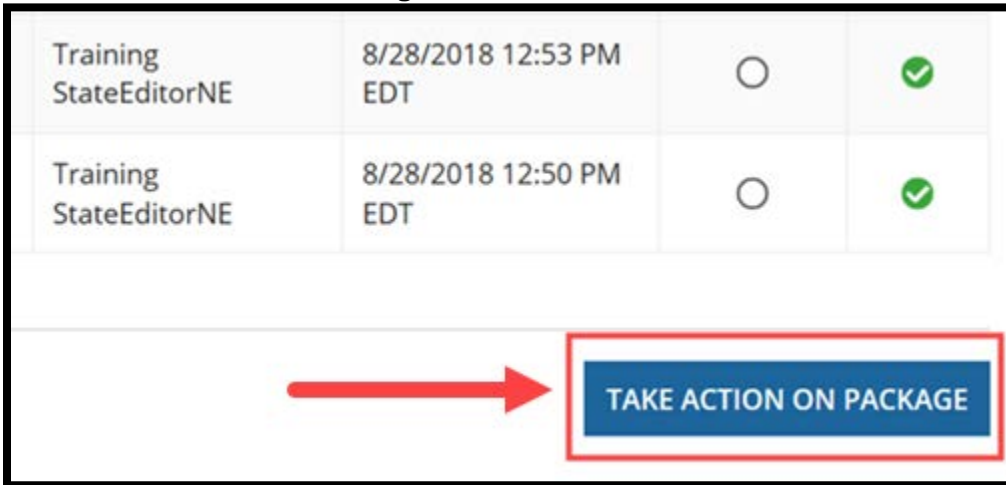 Training
StateEditorNE
8/28/2018 12:53 PM
EDT
Training
StateEditorNE
8/28/2018 12:50 PM
EDT
TAKE ACTION ON PACKAGE